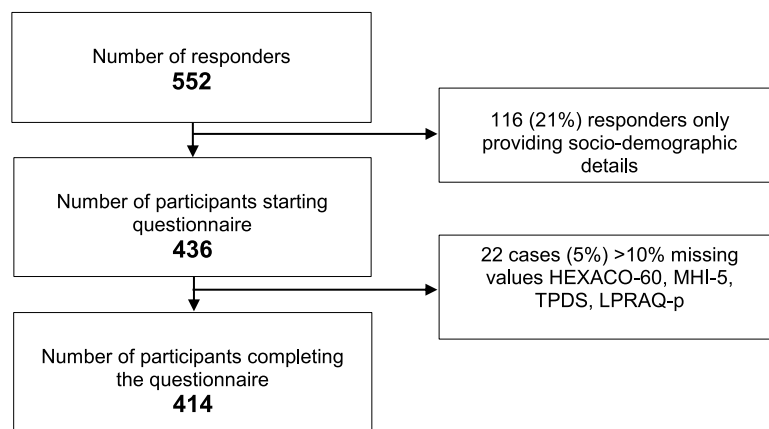 Number of responders
552
116 (21%) responders only
providing socio-demographic
details
Number of participants starting
questionnaire
436
22 cases (5%) >10% missing
values HEXACO-60, MHI-5,
TPDS, LPRAQ-p
Number of participants completing
the questionnaire
414